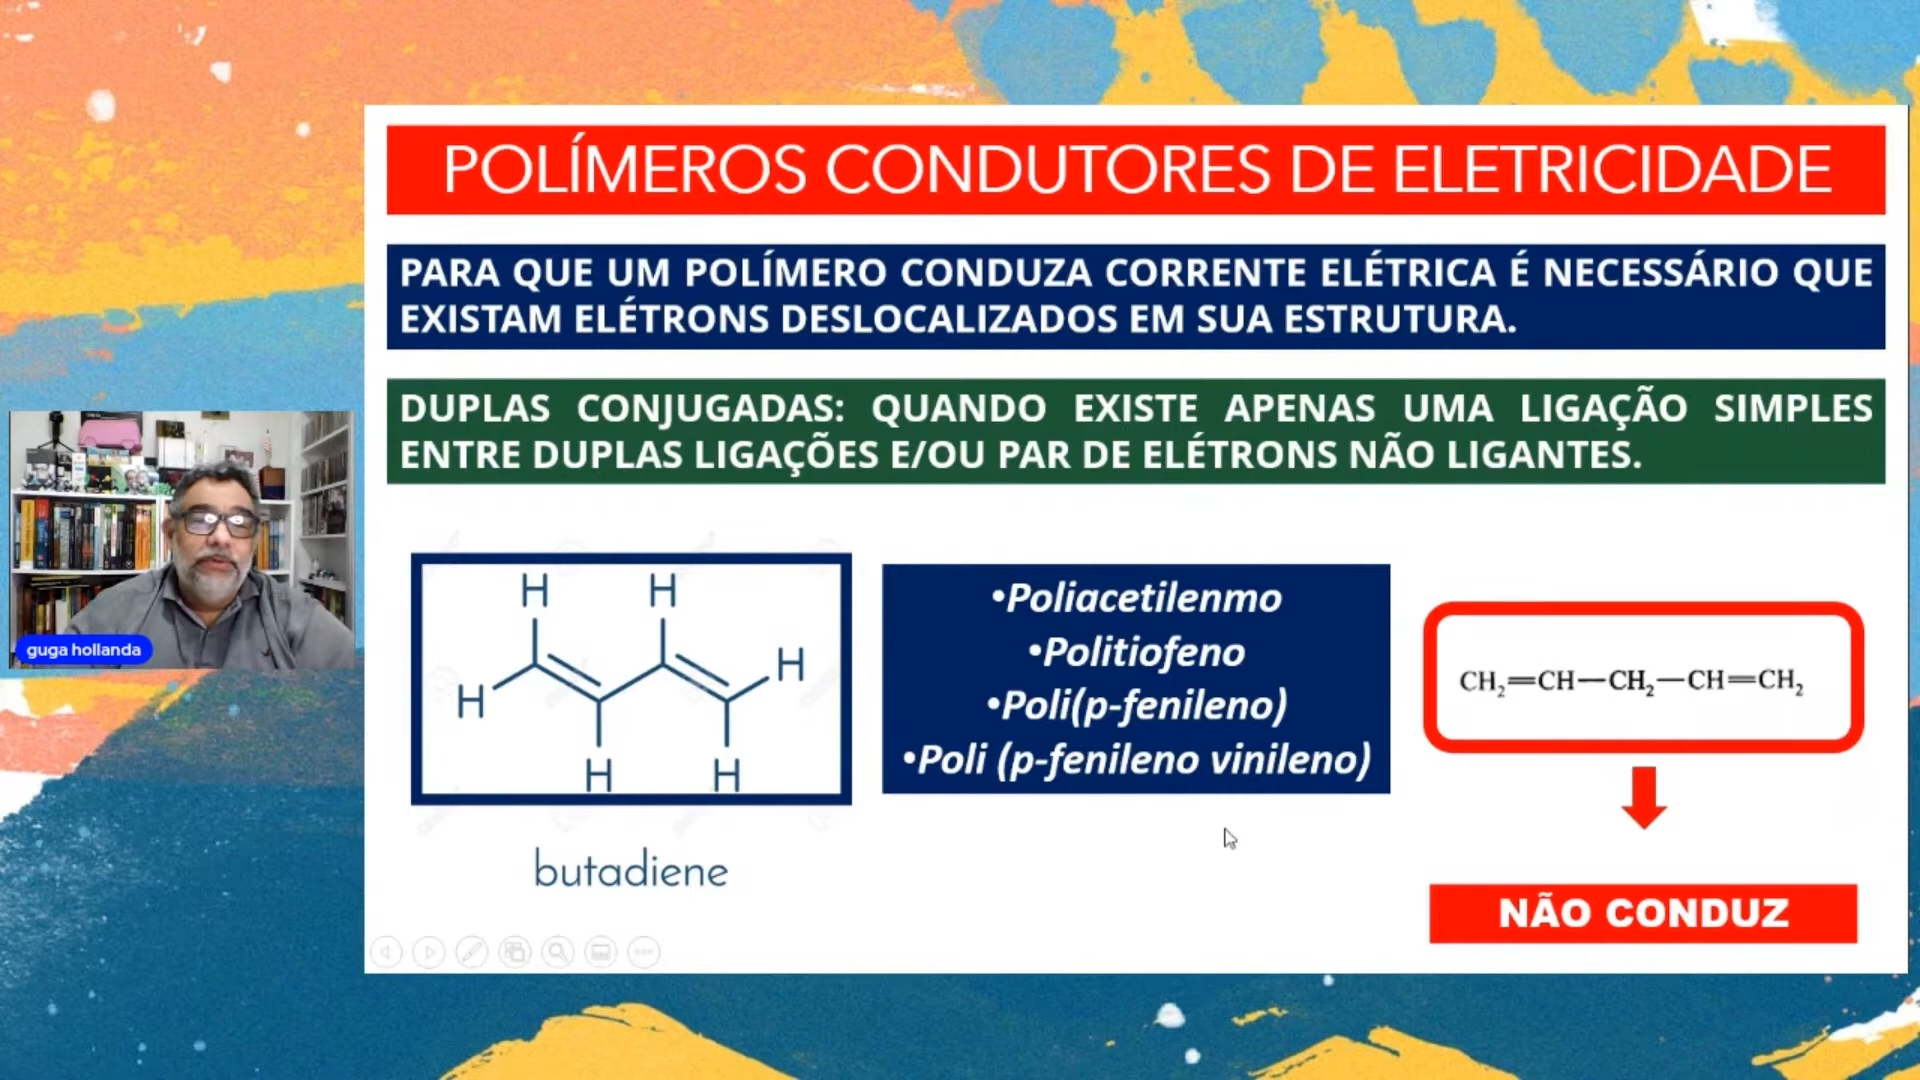 POLÍMEROS CONDUTORES DE ELETRICIDADE
PARA QUE UM POLÍMERO CONDUZA CORRENTE ELÉTRICA É NECESSÁRIO QUE
EXISTAM ELÉTRONS DESLOCALIZADOS EM SUA ESTRUTURA.
DUPLAS CONJUGADAS: QUANDO EXISTE APENAS UMA LIGAÇÃO SIMPLES
ENTRE DUPLAS LIGAÇÕES E/OU PAR DE ELÉTRONS NÃO LIGANTES.
guga hollanda
H H
H
H
H H
butadiene
•Poliacetilenmo
•Politiofeno
•Poli(p-fenileno)
•Poli (p-fenileno vinileno)
CH₂=CH—CH₂—CH=CH₂
NÃO CONDUZ